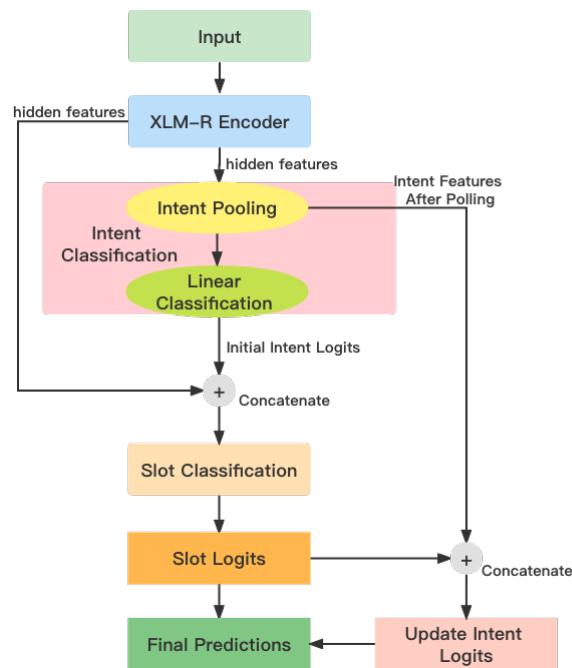 Input
hidden features
XLM-R Encoder
hidden features
Intent Features
After Polling
Intent Pooling
Intent
Classification
Linear
Classification
Initial Intent Logits
+
Concatenate
Slot Classification
Slot Logits
+
Concatenate
Final Predictions
Update Intent
Logits